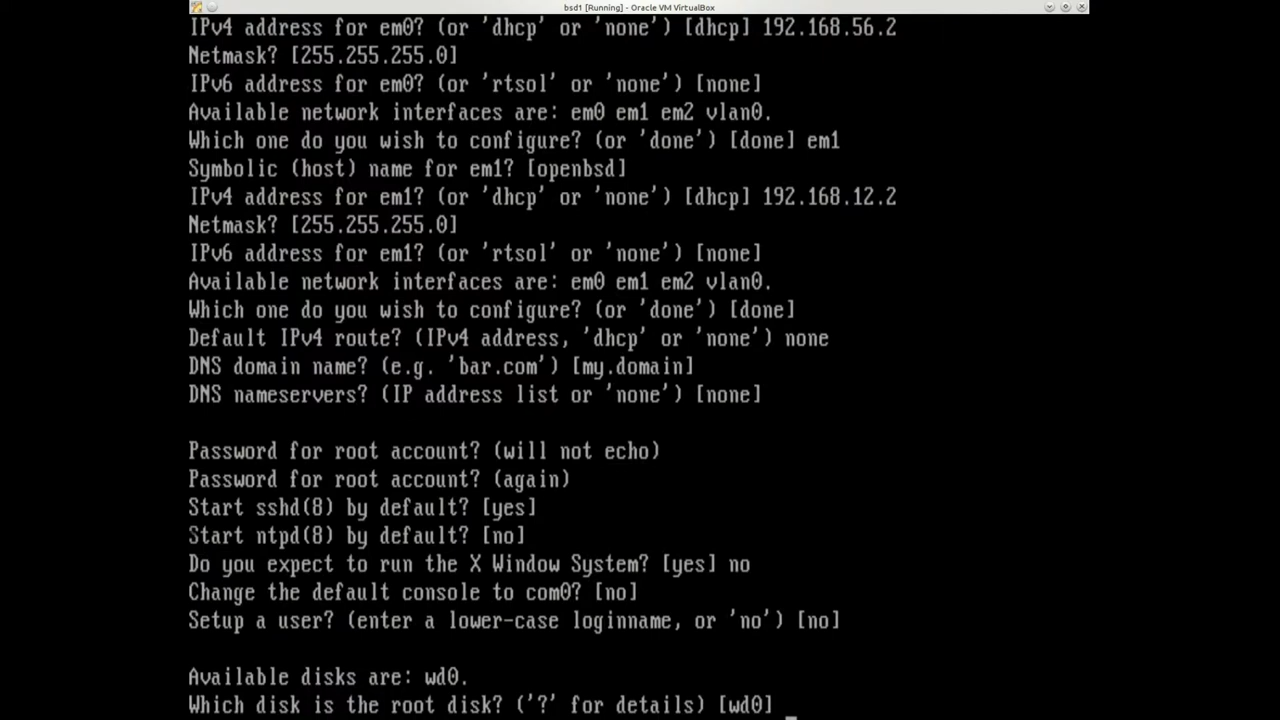 bsd1 [Running] - Oracle VM VirtualBox
IPv4 address for em0? (or 'dhcp' or 'none') [dhcp] 192.168.56.2
Netmask? [255.255.255.0]
IPv6 address for em0? (or 'rtsol' or 'none') [none]
Available network interfaces are: em0 em1 em2 vlan0.
Which one do you wish to configure? (or 'done') [done] em1
Symbolic (host) name for em1? [openbsd]
IPv4 address for em1? (or 'dhcp' or 'none') [dhcp] 192.168.12.2
Netmask? [255.255.255.0]
IPv6 address for em1? (or 'rtsol' or 'none') [none]
Available network interfaces are: em0 em1 em2 vlan0.
Which one do you wish to configure? (or 'done') [done]
Default IPv4 route? (IPv4 address, 'dhcp' or 'none') none
DNS domain name? (e.g. 'bar.com') [my.domain]
DNS nameservers? (IP address list or 'none') [none]
Password for root account? (will not echo)
Password for root account? (again)
Start sshd(8) by default? [yes]
Start ntpd(8) by default? [no]
Do you expect to run the X Window System? [yes] no
Change the default console to com0? [no]
Setup a user? (enter a lower-case loginname, or 'no') [no]
Available disks are: wd0.
Which disk is the root disk? ('?' for details) [wd0] _